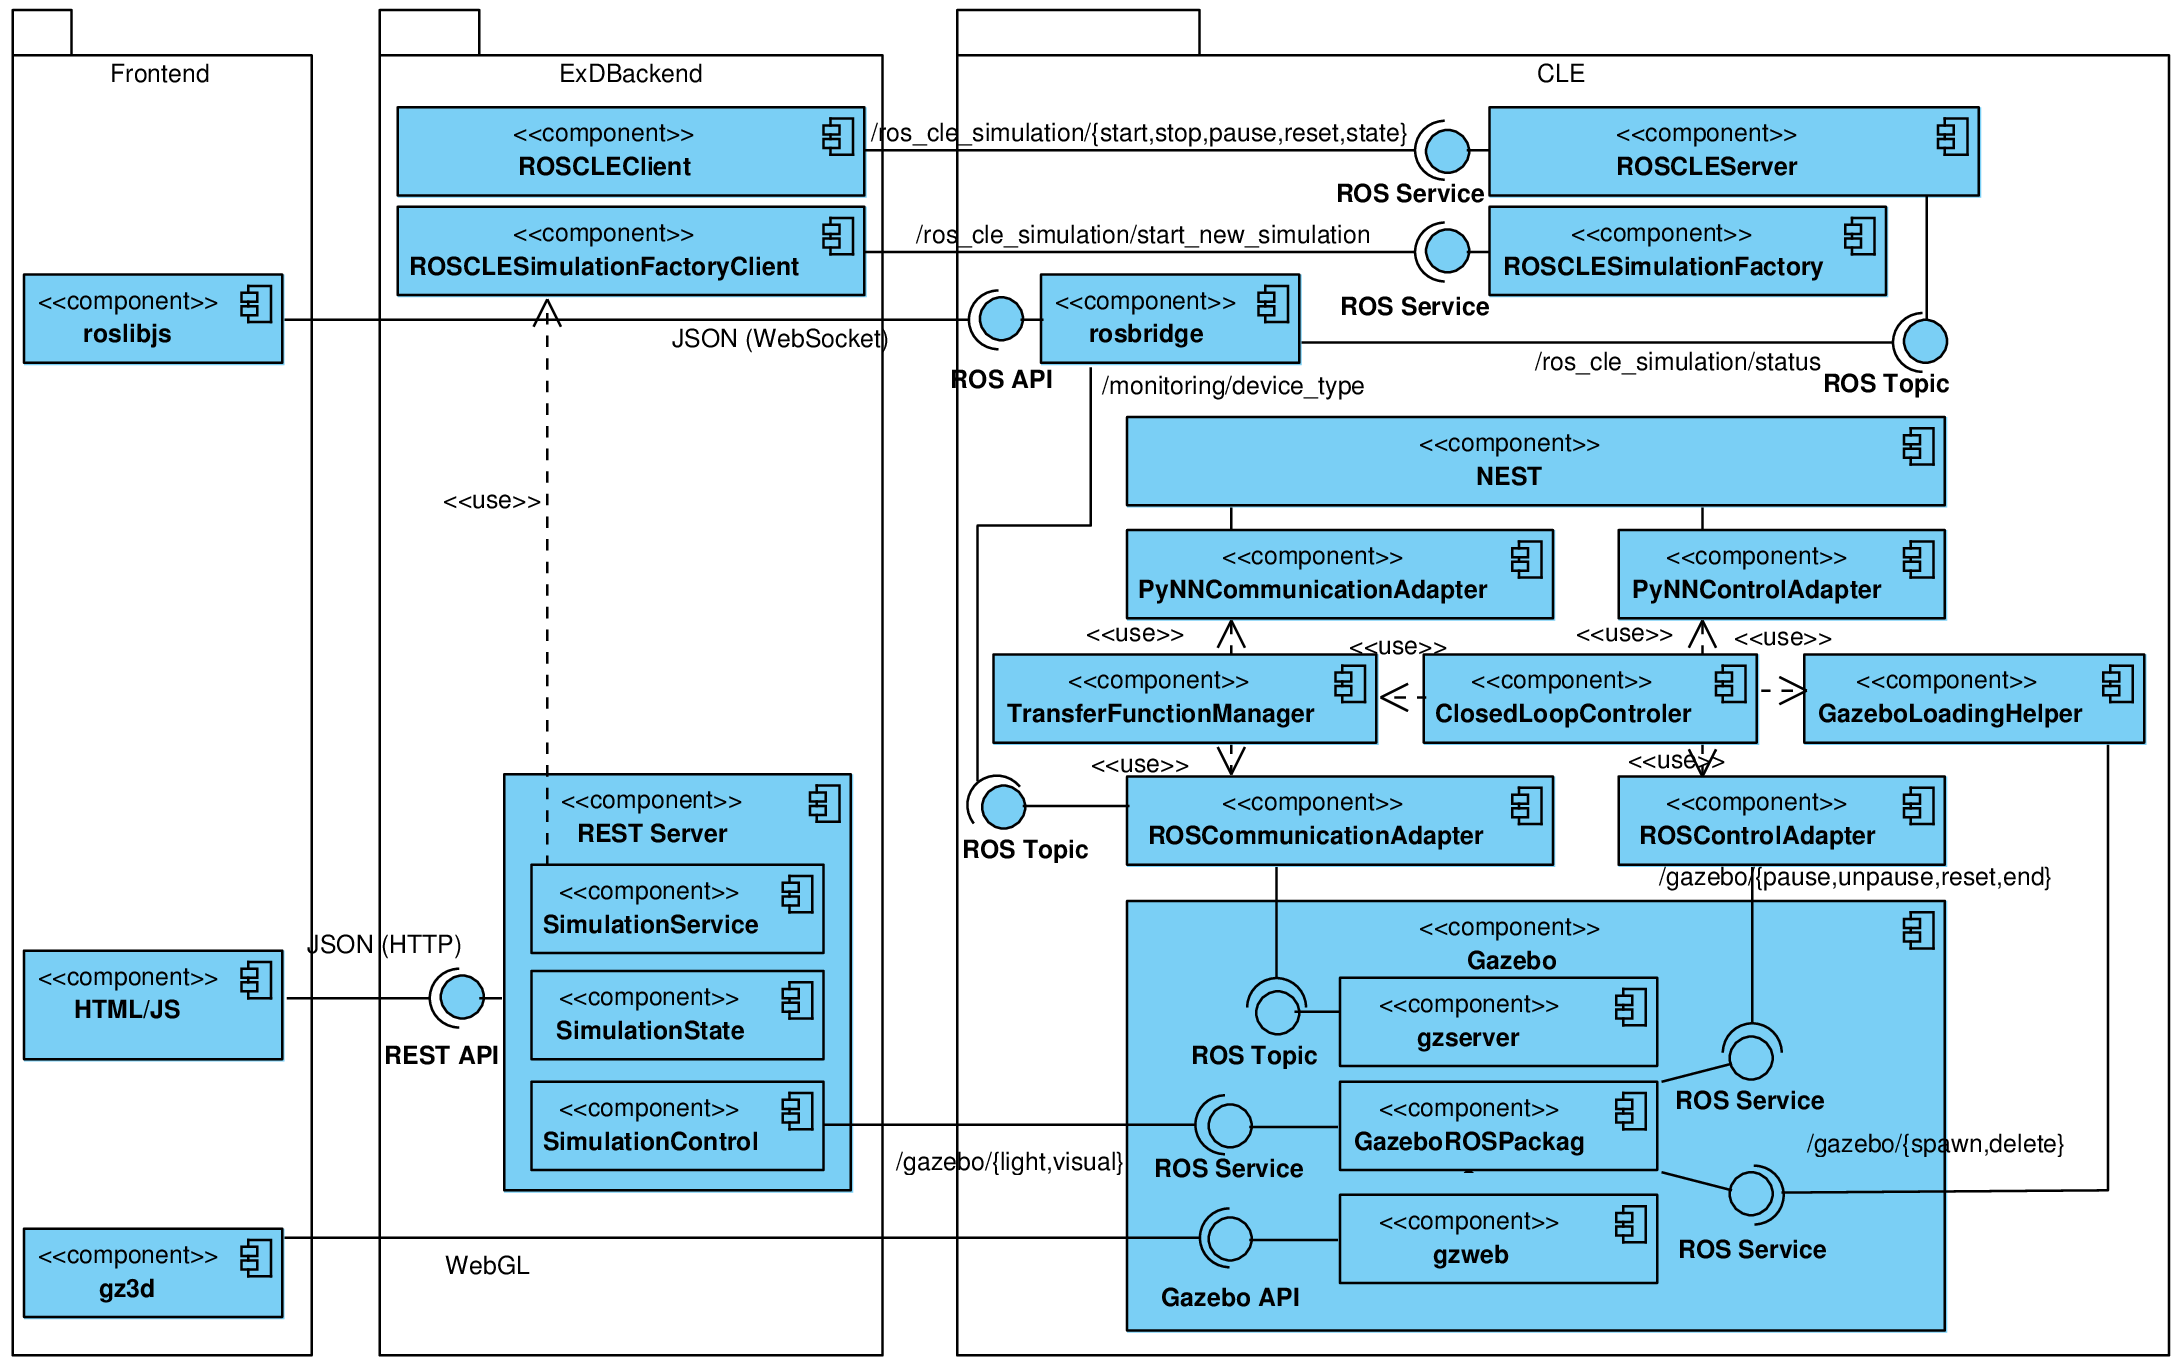 Frontend
ExDBackend
CLE
<<component>>
ROSCLEClient
/ros_cle_simulation/{start,stop,pause,reset,state}
ROS Service
<<component>>
ROSCLEServer
<<component>>
ROSCLESimulationFactoryClient
/ros_cle_simulation/start_new_simulation
ROS Service
<<component>>
ROSCLESimulationFactory
<<component>>
roslibjs
JSON (WebSocket)
ROS API
<<component>>
rosbridge
/ros_cle_simulation/status
ROS Topic
/monitoring/device_type
<<component>>
NEST
<<use>>
<<component>>
PyNNCommunicationAdapter
<<component>>
PyNNControlAdapter
<<use>>
<<use>>
<<use>>
<<use>>
<<component>>
TransferFunctionManager
<<component>>
ClosedLoopControler
<<component>>
GazeboLoadingHelper
<<use>>
<<use>>
ROS Topic
<<component>>
ROSCommunicationAdapter
<<component>>
ROSControlAdapter
/gazebo/{pause,unpause,reset,end}
<<component>>
REST Server
<<component>>
SimulationService
<<component>>
SimulationState
<<component>>
SimulationControl
<<component>>
HTML/JS
JSON (HTTP)
REST API
<<component>>
Gazebo
<<component>>
gzserver
ROS Topic
<<component>>
GazeboROSPackag
ROS Service
ROS Service
/gazebo/{light,visual}
/gazebo/{spawn,delete}
ROS Service
<<component>>
gzweb
Gazebo API
<<component>>
gz3d
WebGL